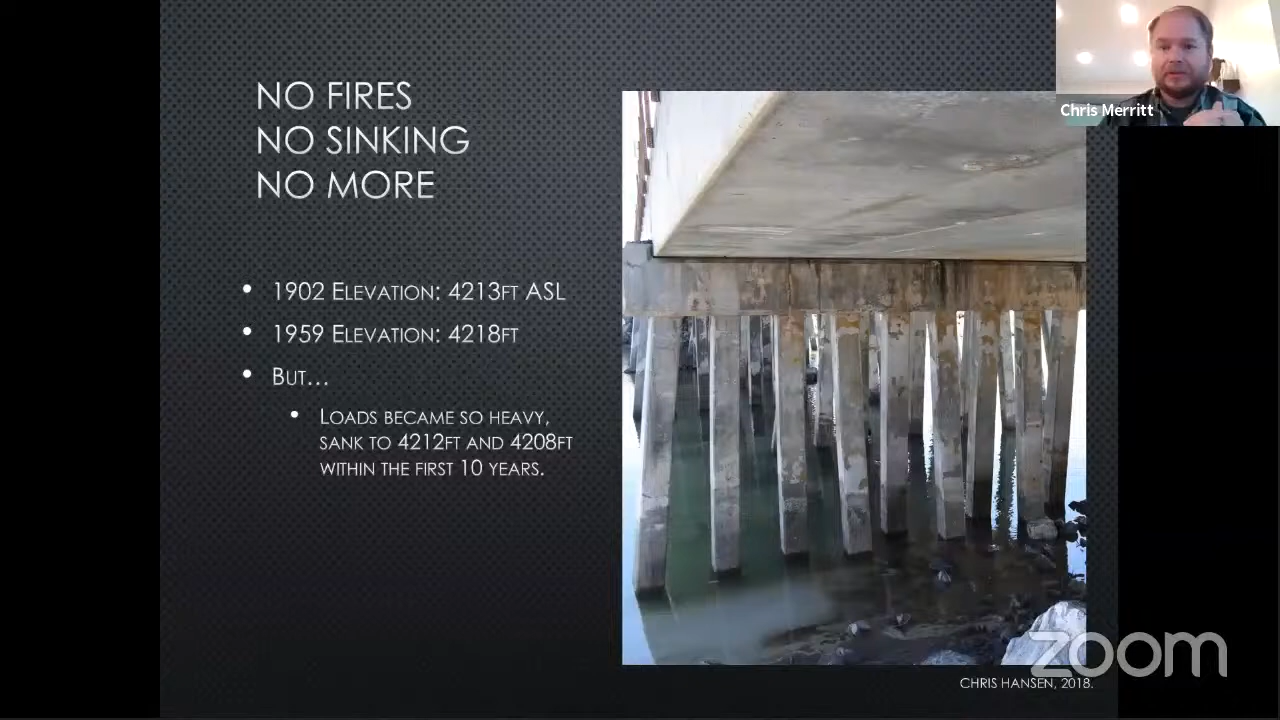 NO FIRES
NO SINKING
NO MORE
• 1902 ELEVATION: 4213FT ASL
• 1959 ELEVATION: 4218FT
• BUT…
• LOADS BECAME SO HEAVY,
SANK TO 4212FT AND 4208FT
WITHIN THE FIRST 10 YEARS.
Chris Merritt
zoom
CHRIS HANSEN, 2018.